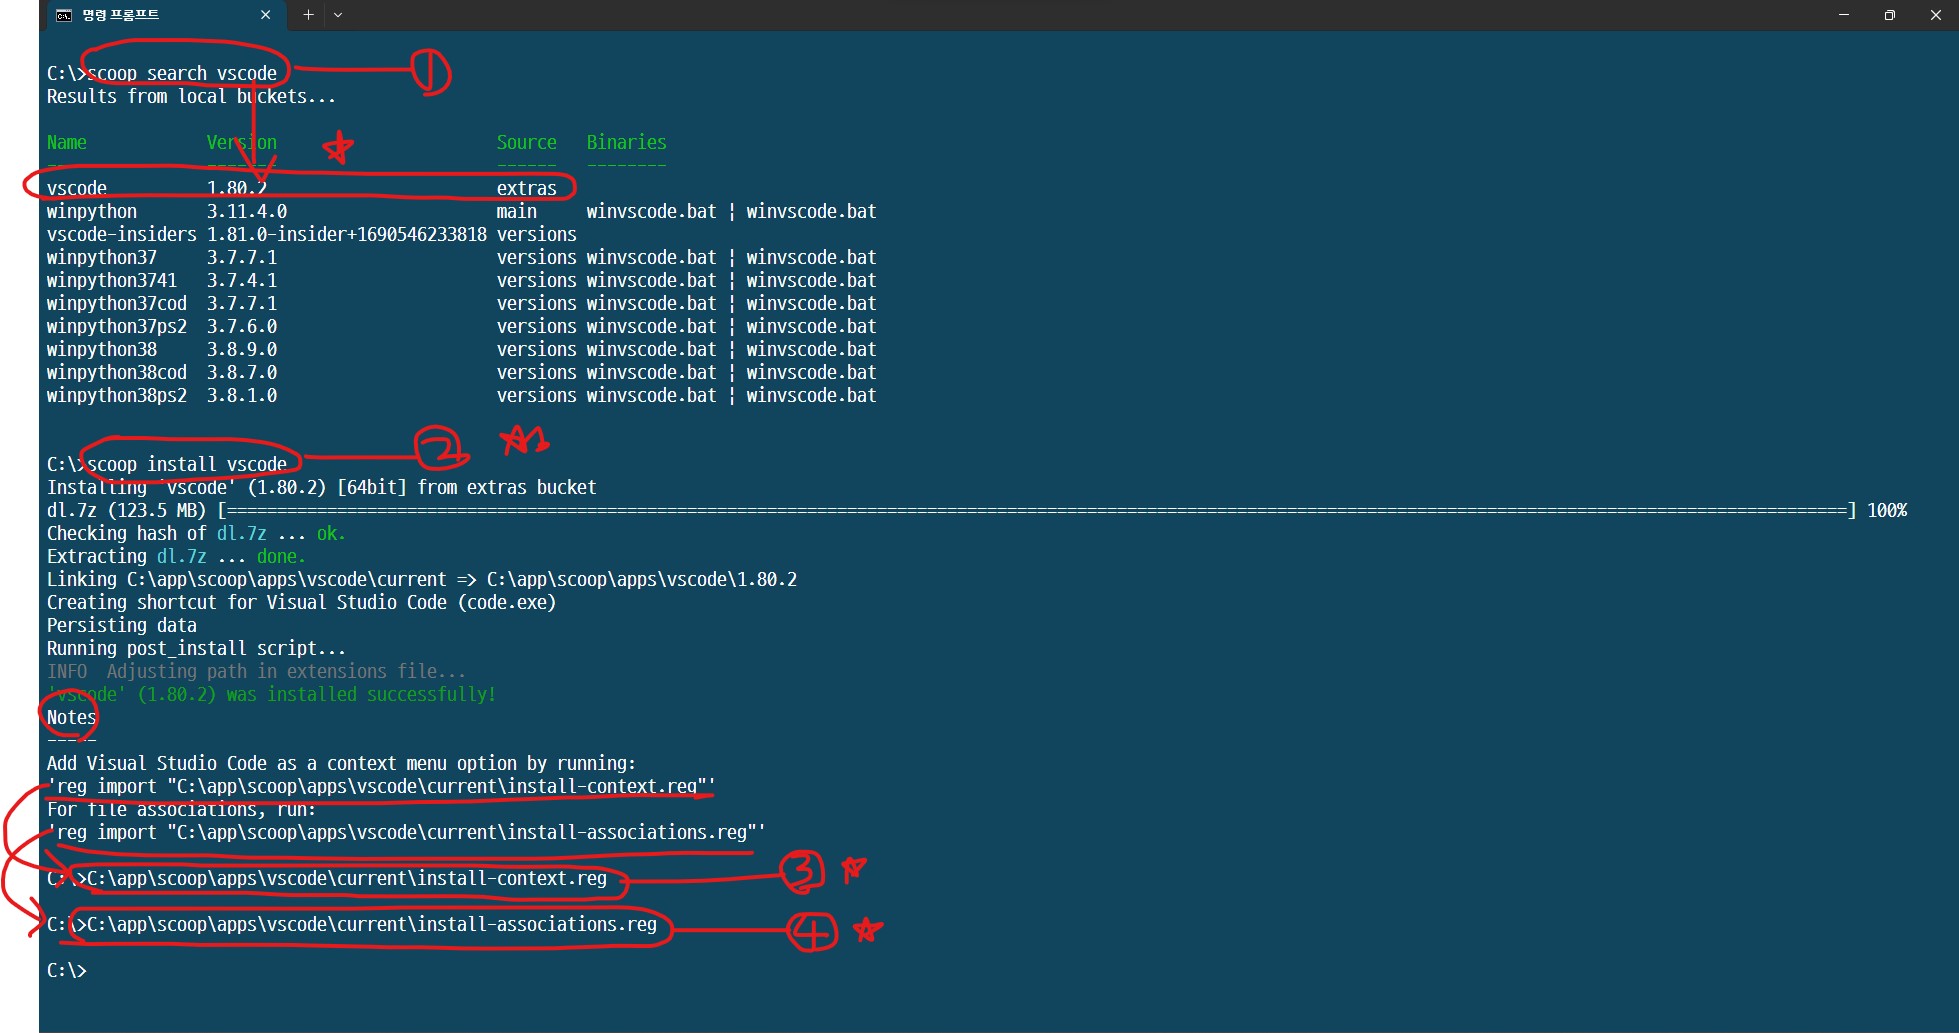 명령 프롬프트
C:\>scoop search vscode ①
Results from local buckets...
Name Version Source Binaries
---- ------- ------ --------
vscode 1.80.2 extras
winpython 3.11.4.0 main winvscode.bat ¦ winvscode.bat
vscode-insiders 1.81.0-insider+1690546233818 versions
winpython37 3.7.7.1 versions winvscode.bat ¦ winvscode.bat
winpython3741 3.7.4.1 versions winvscode.bat ¦ winvscode.bat
winpython37cod 3.7.7.1 versions winvscode.bat ¦ winvscode.bat
winpython37ps2 3.7.6.0 versions winvscode.bat ¦ winvscode.bat
winpython38 3.8.9.0 versions winvscode.bat ¦ winvscode.bat
winpython38cod 3.8.7.0 versions winvscode.bat ¦ winvscode.bat
winpython38ps2 3.8.1.0 versions winvscode.bat ¦ winvscode.bat
C:\>scoop install vscode ②
Installing 'vscode' (1.80.2) [64bit] from extras bucket
dl.7z (123.5 MB) [==================================================================================================================================================================] 100%
Checking hash of dl.7z ... ok.
Extracting dl.7z ... done.
Linking C:\app\scoop\apps\vscode\current => C:\app\scoop\apps\vscode\1.80.2
Creating shortcut for Visual Studio Code (code.exe)
Persisting data
Running post_install script...
INFO  Adjusting path in extensions file...
'vscode' (1.80.2) was installed successfully!
Notes
-----
Add Visual Studio Code as a context menu option by running:
'reg import "C:\app\scoop\apps\vscode\current\install-context.reg"'
For file associations, run:
'reg import "C:\app\scoop\apps\vscode\current\install-associations.reg"'
C:\>C:\app\scoop\apps\vscode\current\install-context.reg ③
C:\>C:\app\scoop\apps\vscode\current\install-associations.reg ④
C:\>